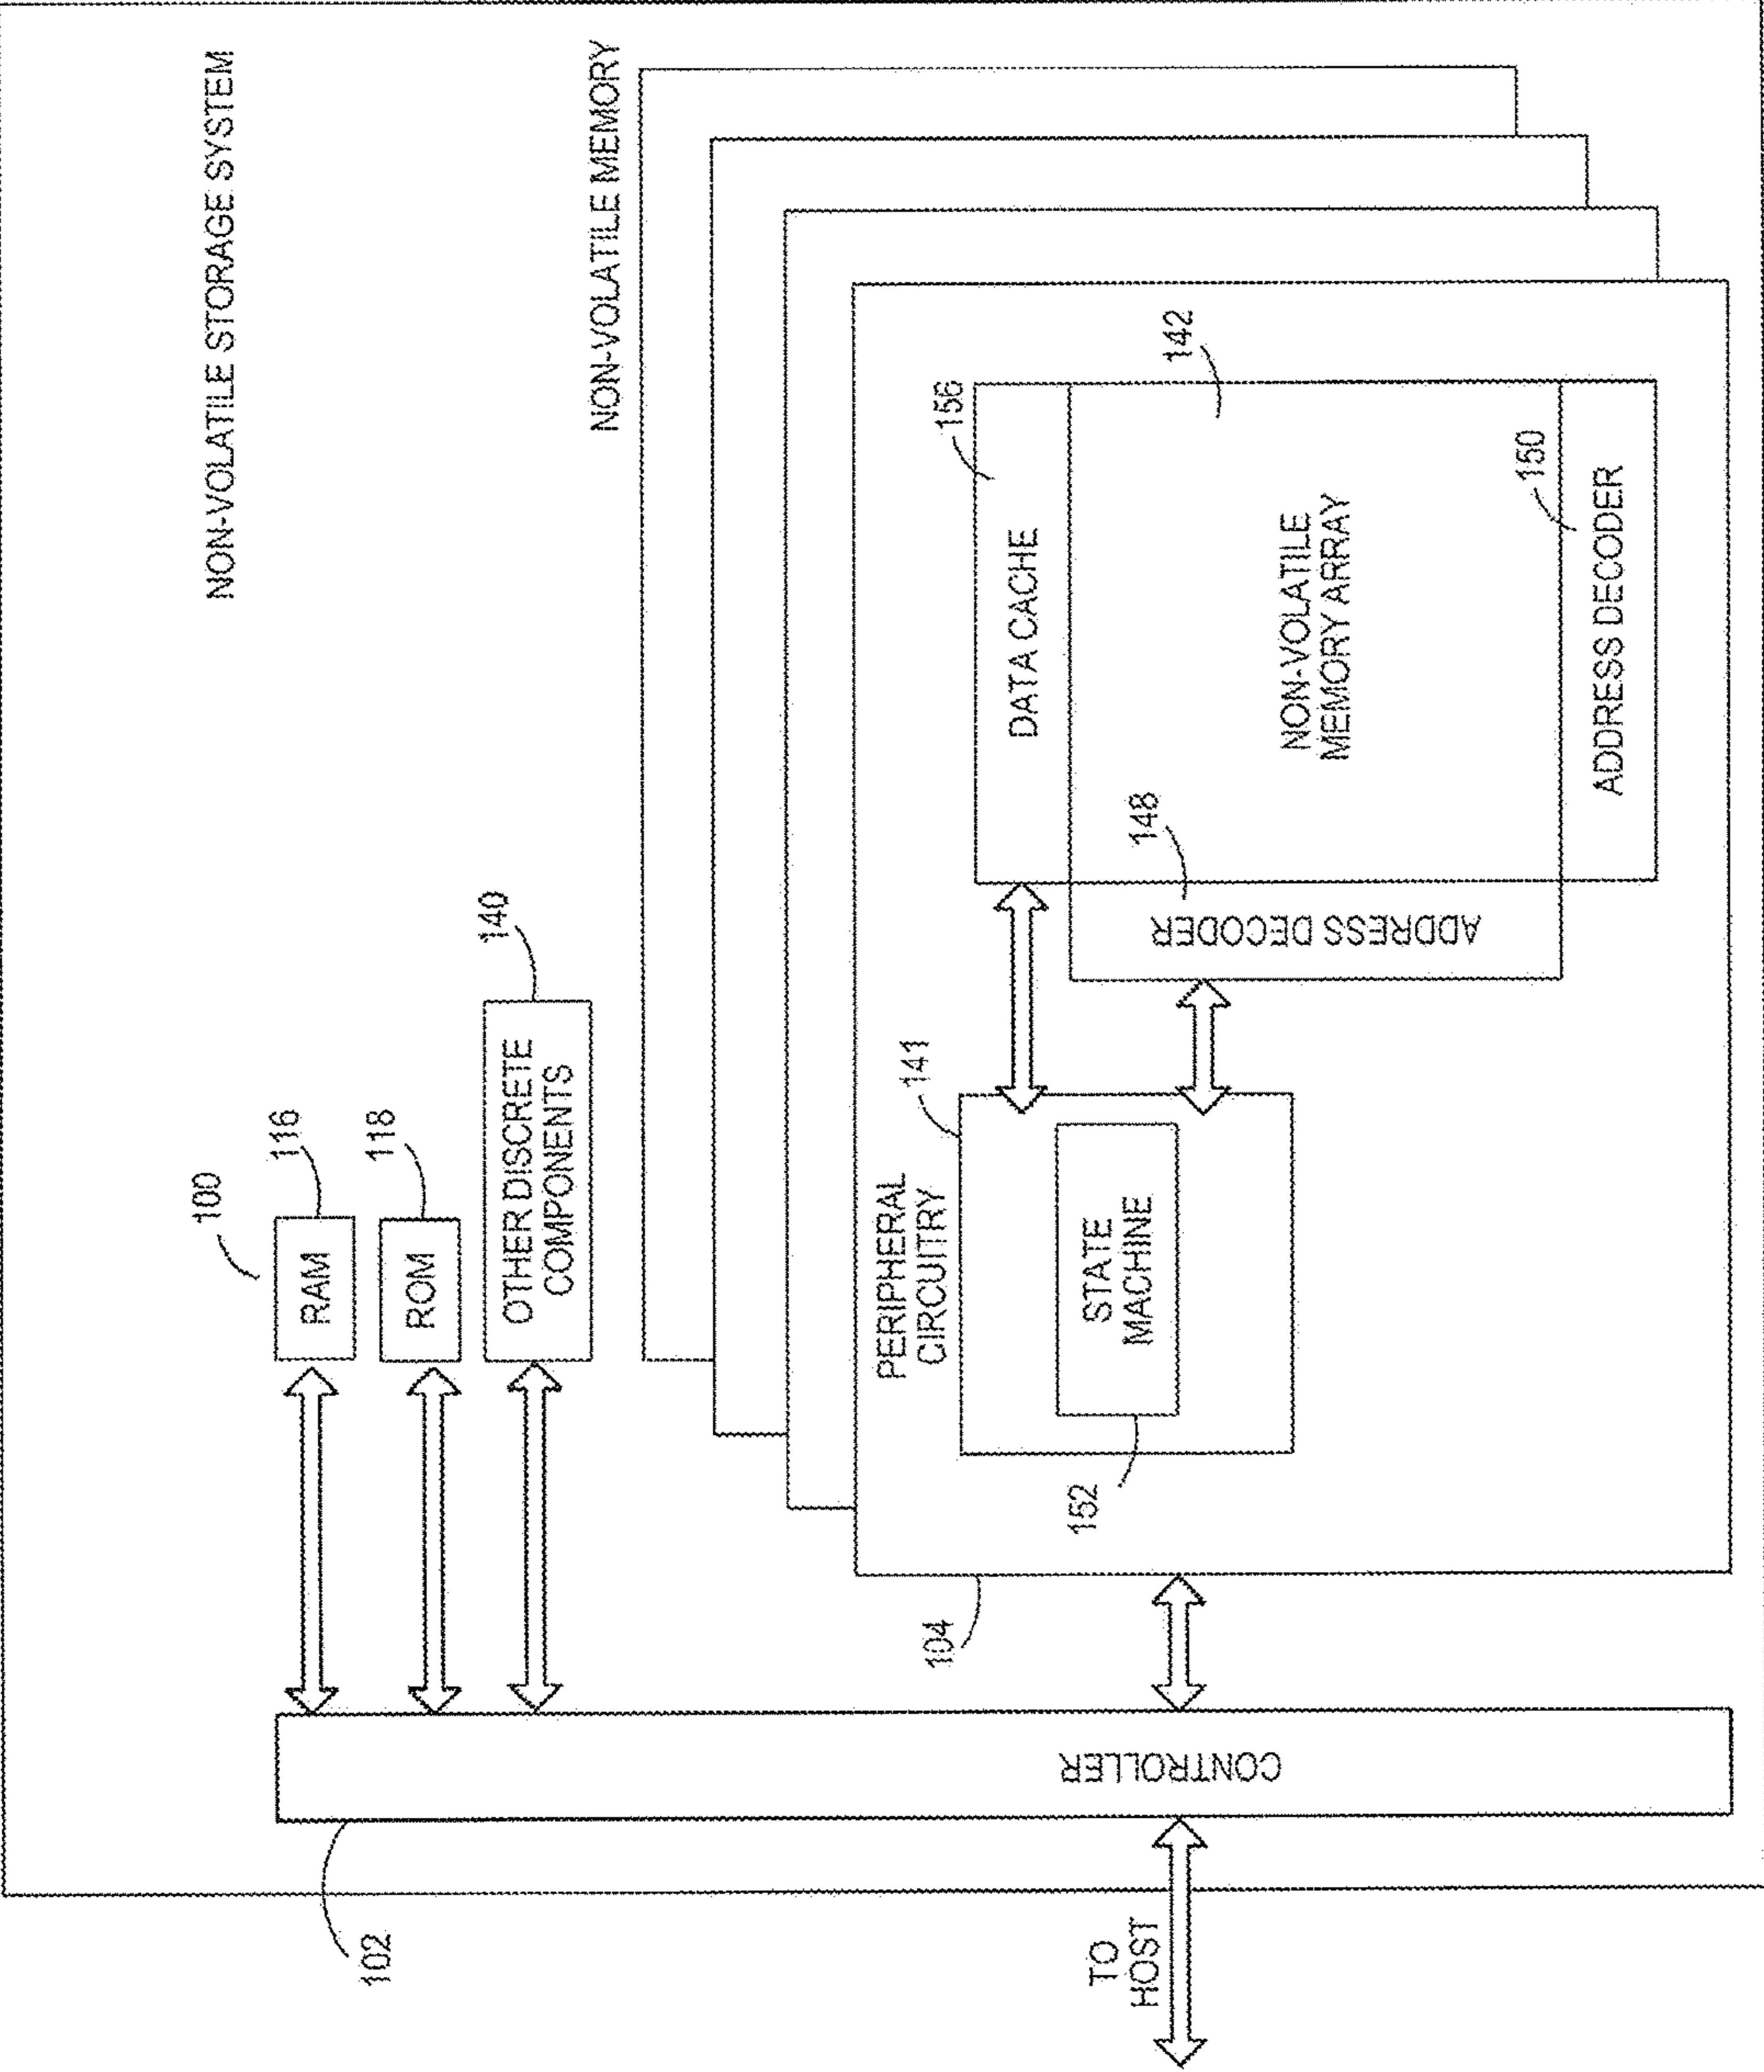 NON-VOLATILE STORAGE SYSTEM
100
116
RAM
118
ROM
140
OTHER DISCRETE
COMPONENTS
NON-VOLATILE MEMORY
102
CONTROLLER
TO
HOST
104
PERIPHERAL
CIRCUITRY
141
STATE
MACHINE
152
156
DATA CACHE
148
ADDRESS DECODER
142
NON-VOLATILE
MEMORY ARRAY
150
ADDRESS DECODER